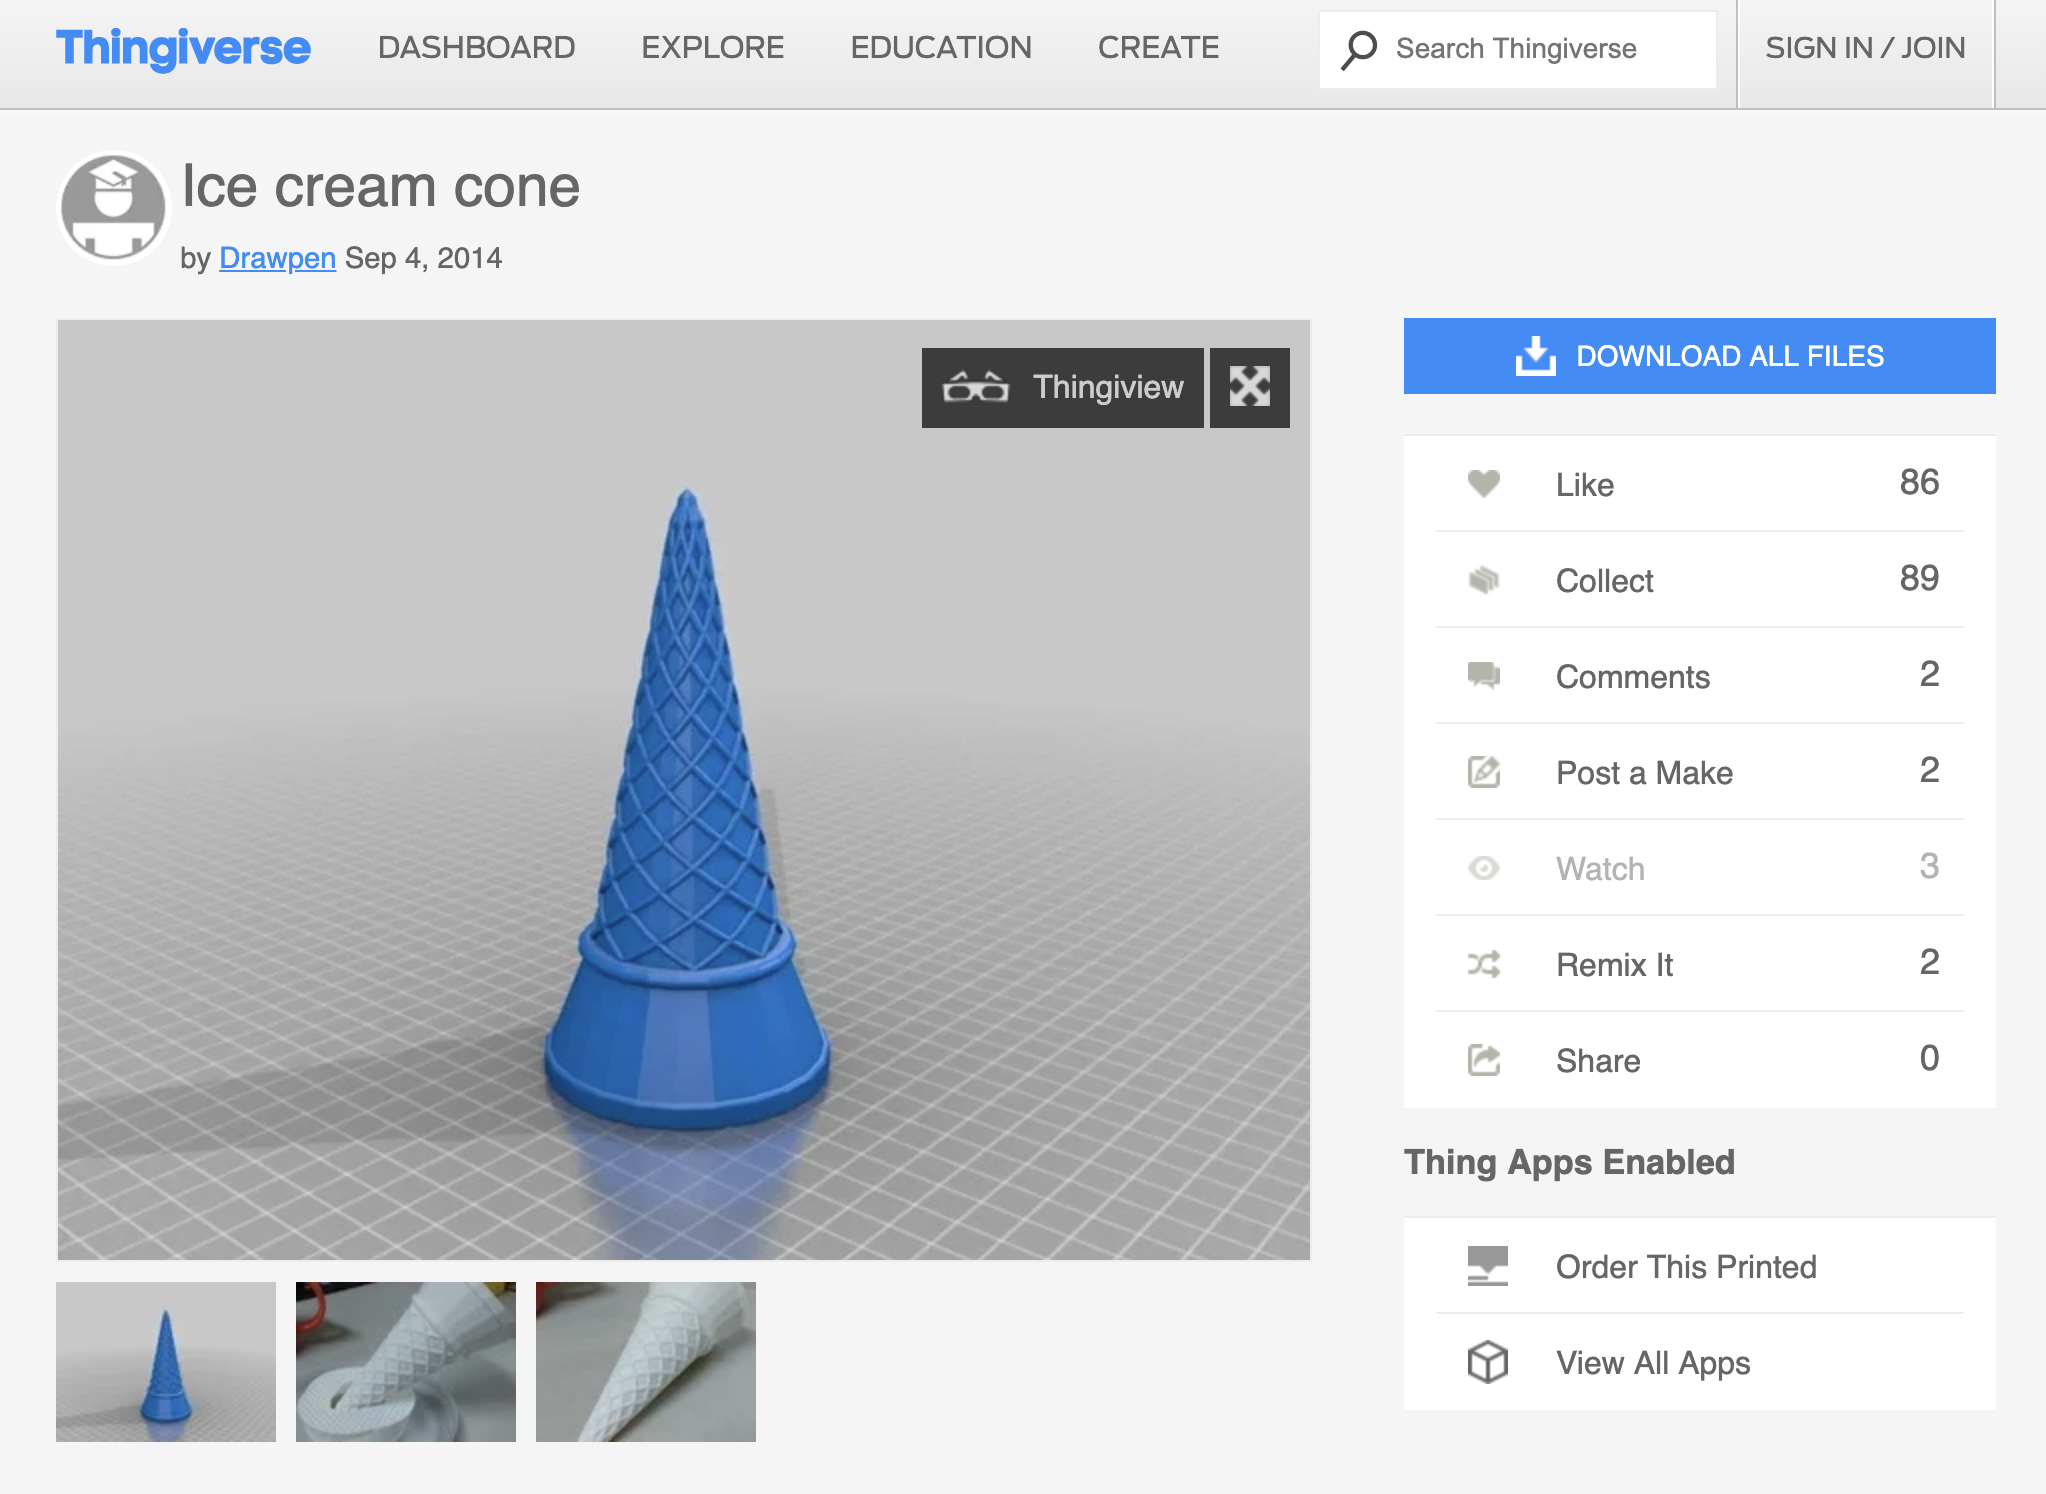 Thingiverse
DASHBOARD
EXPLORE
EDUCATION
CREATE
Search Thingiverse
SIGN IN / JOIN
Ice cream cone
by Drawpen Sep 4, 2014
Thingiview
DOWNLOAD ALL FILES
Like 86
Collect 89
Comments 2
Post a Make 2
Watch 3
Remix It 2
Share 0
Thing Apps Enabled
Order This Printed
View All Apps